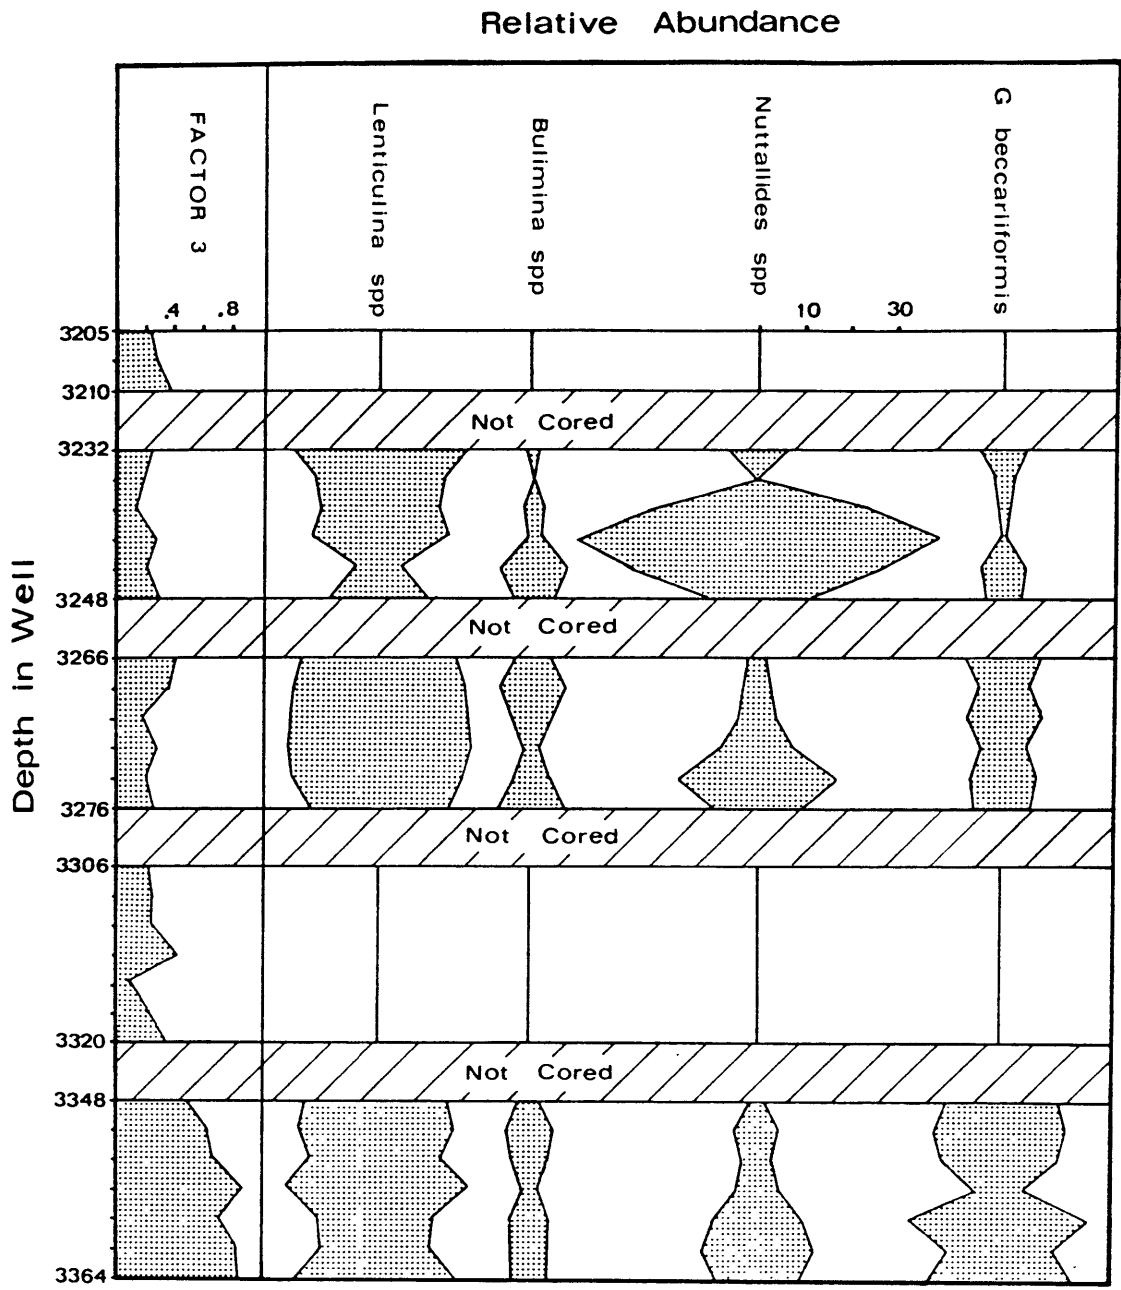 Relative Abundance
FACTOR 3
Lenticulina spp
Bulimina spp
Nuttallides spp
G beccariiformis
.4 .8
10 30
Depth in Well
3205
3210
Not Cored
3232
3248
Not Cored
3266
3276
Not Cored
3306
3320
Not Cored
3348
3364